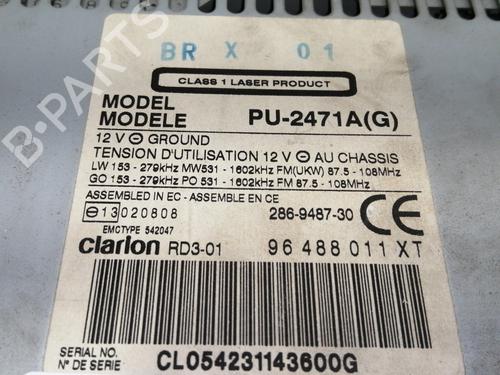 BR X 01
CLASS 1 LASER PRODUCT
MODEL
MODELE PU-2471A(G)
12 V ⊖ GROUND
TENSION D'UTILISATION 12 V ⊖ AU CHASSIS
LW 153 - 279kHz MW531 - 1602kHz FM(UKW) 87.5 - 108MHz
GO 153 - 279kHz PO 531 - 1602kHz FM 87.5 - 108MHz
ASSEMBLED IN EC - ASSEMBLE EN CE
13 020808 286-9487-30 CE
EMCTYPE 542047
Clarion RD3-01 96 488 011 XT
SERIAL NO.
N° DE SERIE: CL054231143600G
B-PARTS